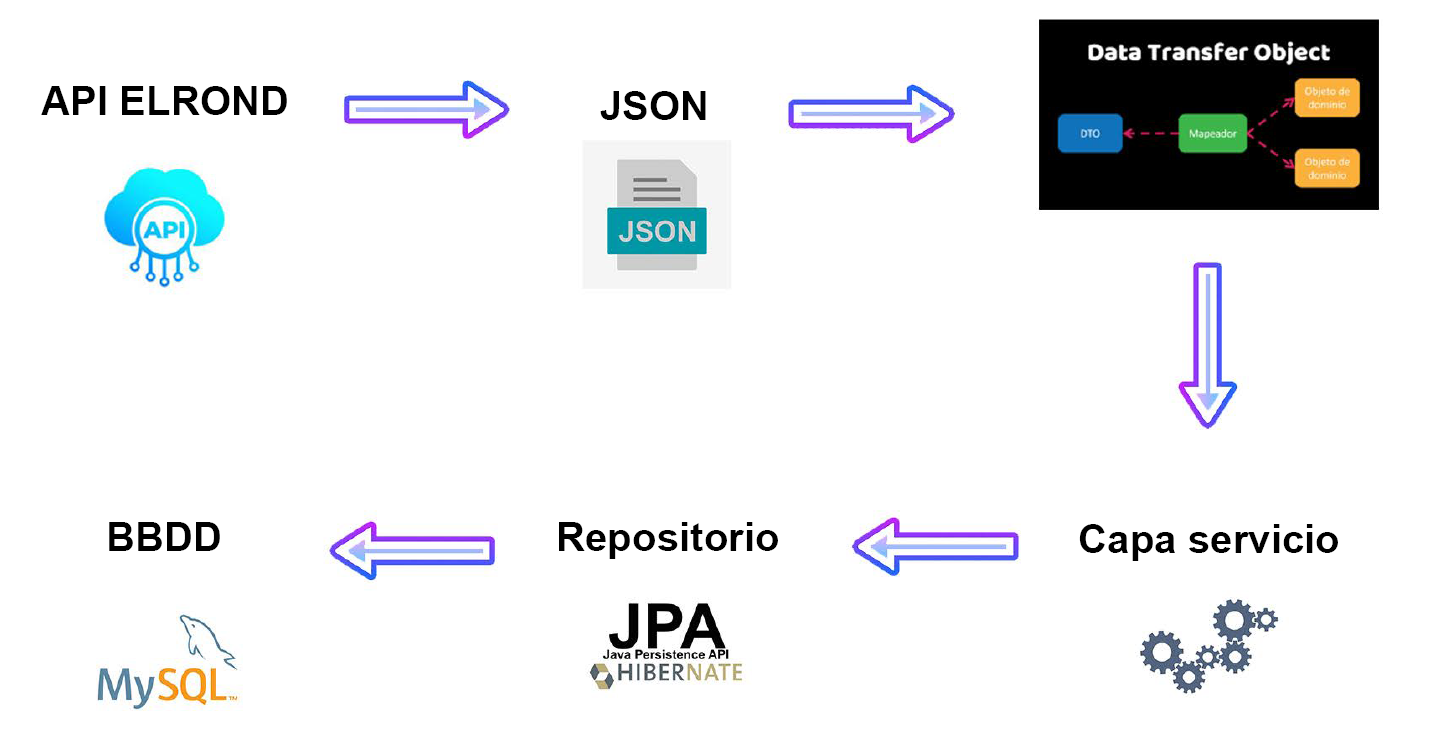 API ELROND
API
JSON
JSON
Data Transfer Object
DTO
Mapeador
Objeto de
dominio
Objeto de
dominio
Capa servicio
Repositorio
JPA
Java Persistence API
HIBERNATE
BBDD
MySQL™